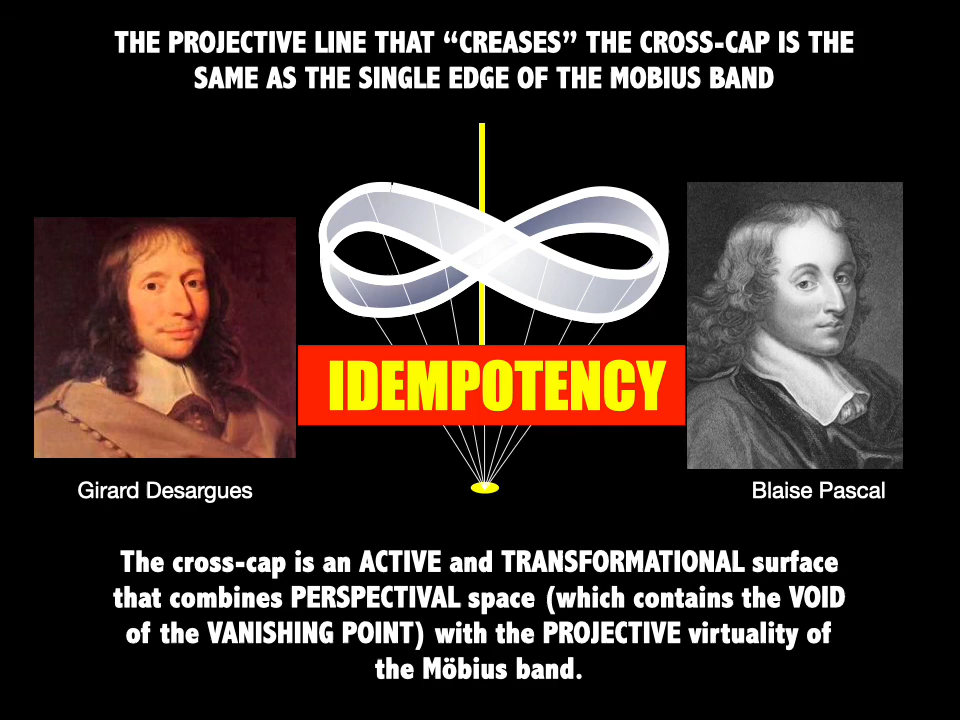 THE PROJECTIVE LINE THAT “CREASES” THE CROSS-CAP IS THE
SAME AS THE SINGLE EDGE OF THE MOBIUS BAND
IDEMPOTENCY
Girard Desargues
Blaise Pascal
The cross-cap is an ACTIVE and TRANSFORMATIONAL surface
that combines PERSPECTIVAL space (which contains the VOID
of the VANISHING POINT) with the PROJECTIVE virtuality of
the Möbius band.